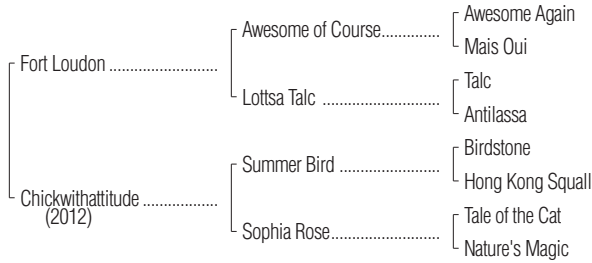 Awesome Again
Awesome of Course..............
Mais Oui
Fort Loudon ..........................
Talc
Lottsa Talc ............................
Antilassa
Birdstone
Summer Bird ........................
Hong Kong Squall
Chickwithattitude ..................
(2012)
Tale of the Cat
Sophia Rose..........................
Nature's Magic